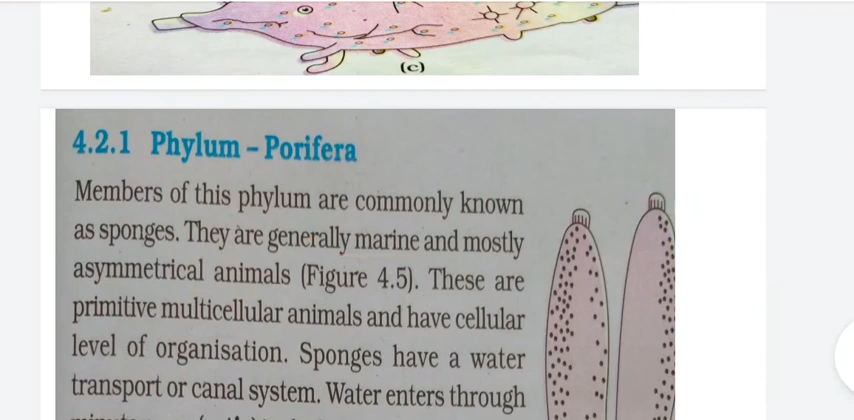 (c)
4.2.1 Phylum – Porifera
Members of this phylum are commonly known
as sponges. They are generally marine and mostly
asymmetrical animals (Figure 4.5). These are
primitive multicellular animals and have cellular
level of organisation. Sponges have a water
transport or canal system. Water enters through